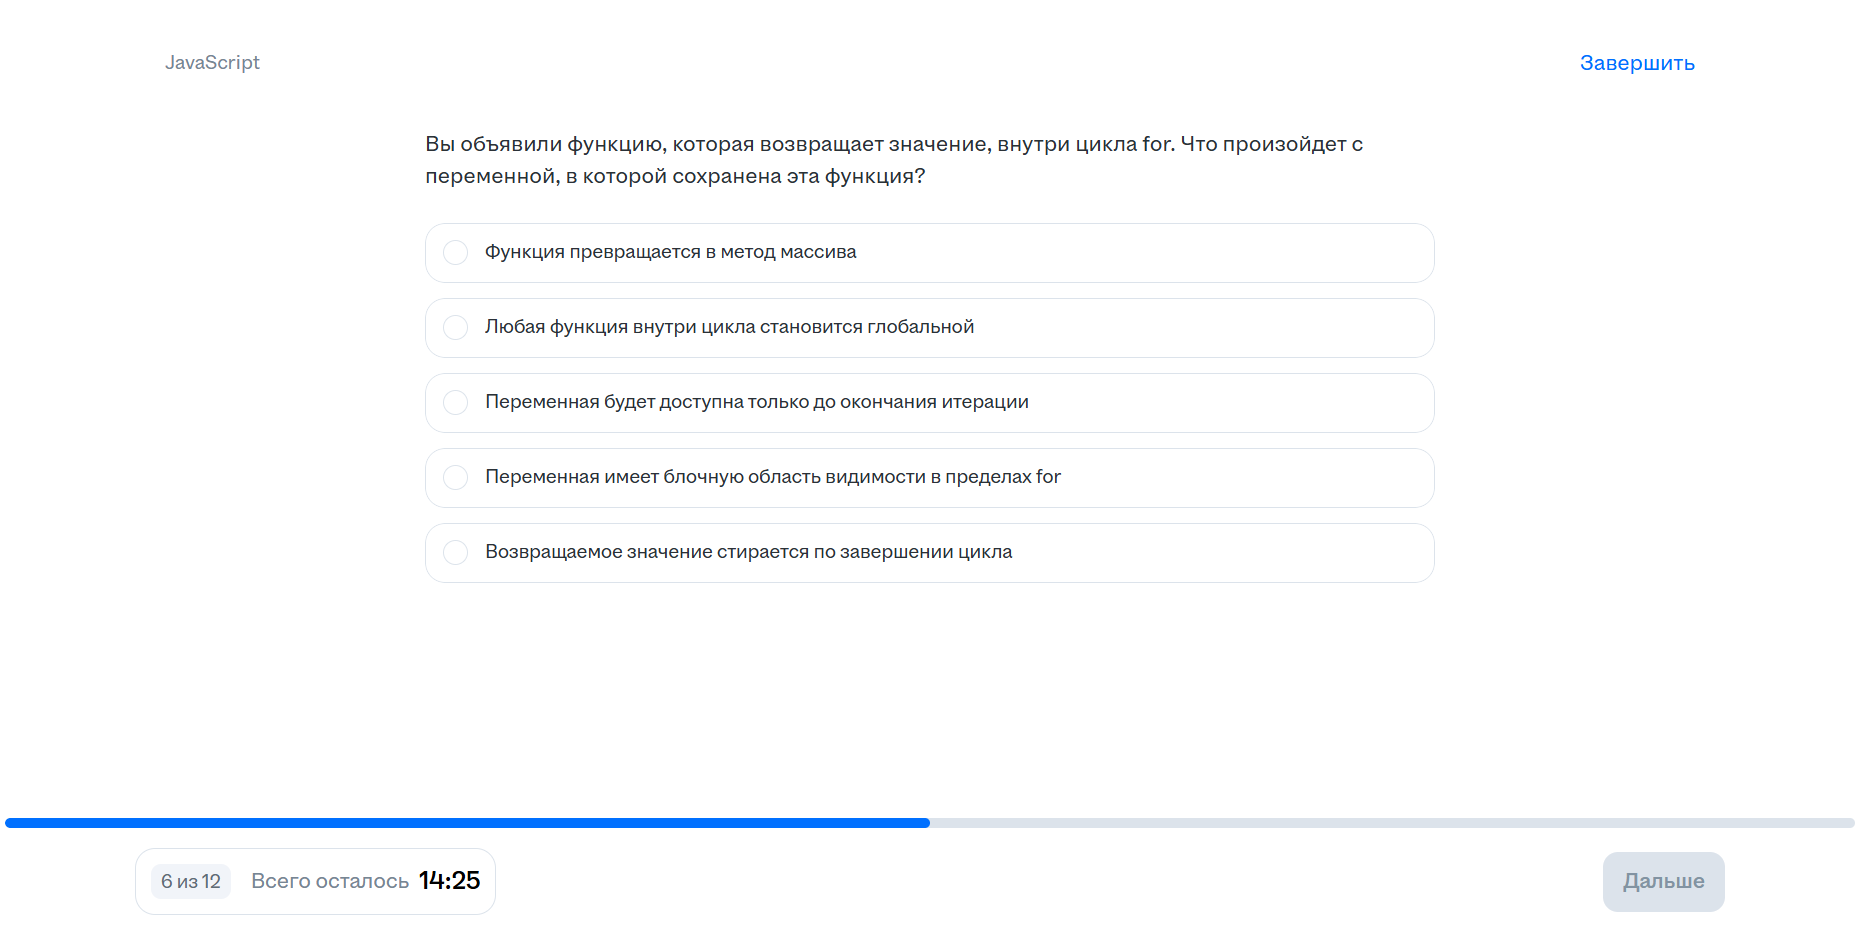 JavaScript
Завершить
Вы объявили функцию, которая возвращает значение, внутри цикла for. Что произойдет с
переменной, в которой сохранена эта функция?
Функция превращается в метод массива
Любая функция внутри цикла становится глобальной
Переменная будет доступна только до окончания итерации
Переменная имеет блочную область видимости в пределах for
Возвращаемое значение стирается по завершении цикла
6 из 12
Всего осталось 14:25
Дальше